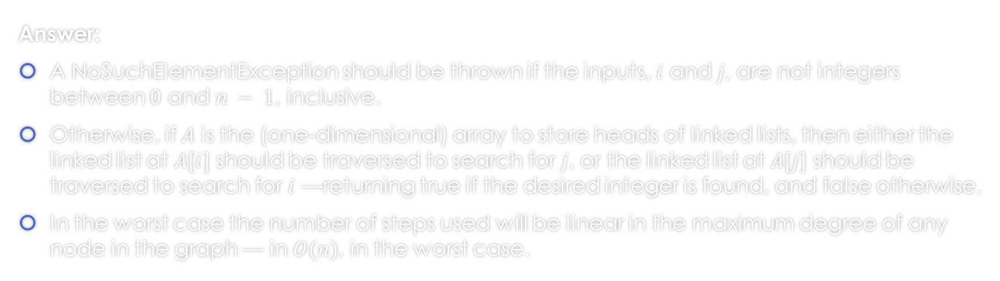 Answer:
A NoSuchElementException should be thrown if the inputs, i and j, are not integers
between 0 and n − 1, inclusive.
Otherwise, if A is the (one-dimensional) array to store heads of linked lists, then either the
linked list at A[i] should be traversed to search for j, or the linked list at A[j] should be
traversed to search for i —returning true if the desired integer is found, and false otherwise.
In the worst case the number of steps used will be linear in the maximum degree of any
node in the graph — in O(n), in the worst case.